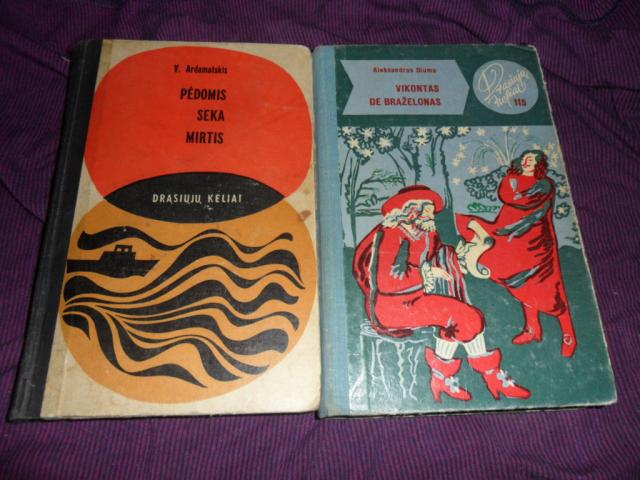 V. Ardamatskis
PĖDOMIS
SEKA
MIRTIS
DRĄSIŲJŲ KELIAI
Aleksandras Diuma
VIKONTAS
DE BRAŽELONAS
Drąsiųjų
keliai
115